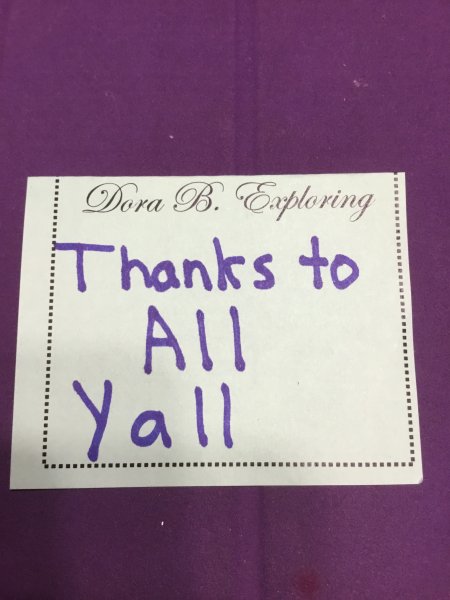 Dora B. Exploring
Thanks to
All
Yall